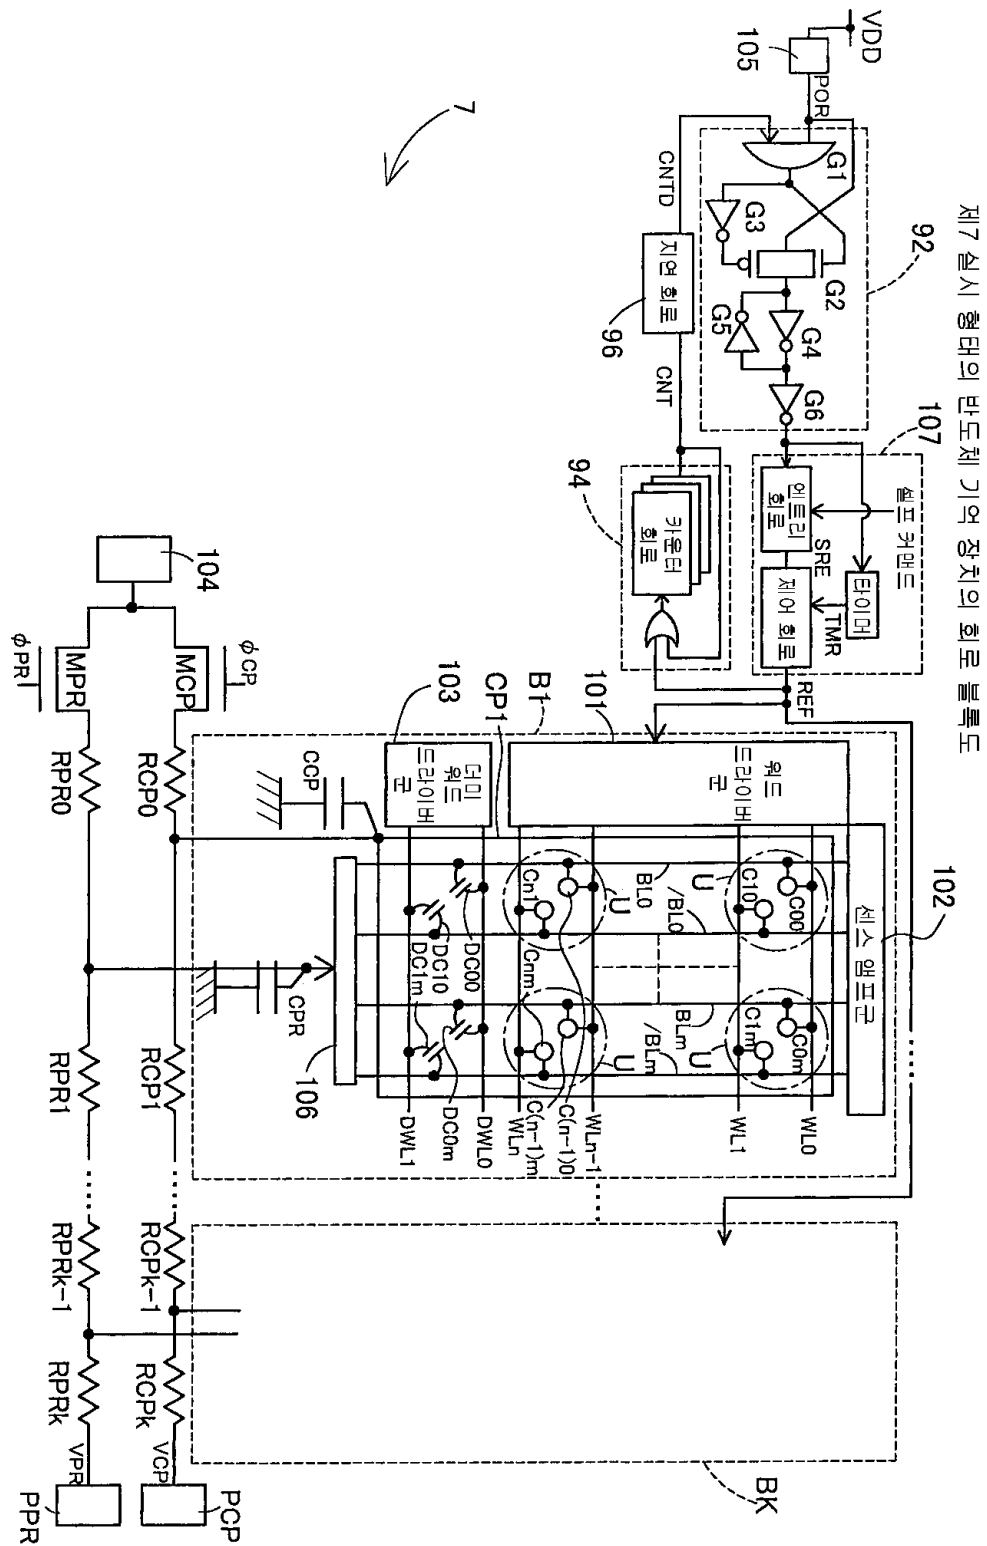 제7 실시 형태의 반도체 기억 장치의 회로 블록도
VDD
105
POR
92
G1
G2
G3
G4
G5
G6
107
셀프 커맨드
엔트리
회로
SRE
제어 회로
타이머
TMR
REF
CNTD
지연 회로
96
CNT
94
카운터
회로
7
102
센스 앰프군
101
워드
드라이버
군
B1
CP1
103
더미
워드
드라이버
군
C00
C10
U
C0m
C1m
U
BL0
/BL0
BLm
/BLm
U
Cn1
Cnm
U
DC00
DC10
DC1m
DC0m
C(n-1)0
C(n-1)m
WL0
WL1
WLn-1
WLn
DWL0
DWL1
CCP
CPR
106
104
φCP
MCP
MPR
φPR
RCP0
RCP1
RCPk-1
RCPk
VCP
PCP
RPR0
RPR1
RPRk-1
RPRk
VPR
PPR
BK